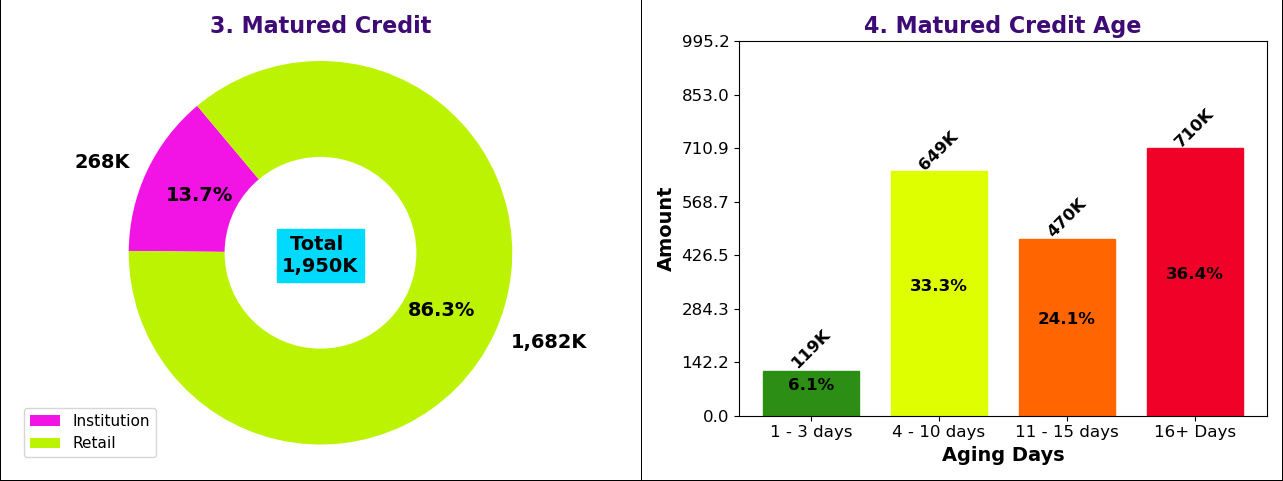 3. Matured Credit
268K
13.7%
Total
1,950K
86.3%
1,682K
Institution
Retail
4. Matured Credit Age
995.2
853.0
710.9
568.7
426.5
284.3
142.2
0.0
Amount
119K
6.1%
649K
33.3%
470K
24.1%
710K
36.4%
1 - 3 days
4 - 10 days
11 - 15 days
16+ Days
Aging Days